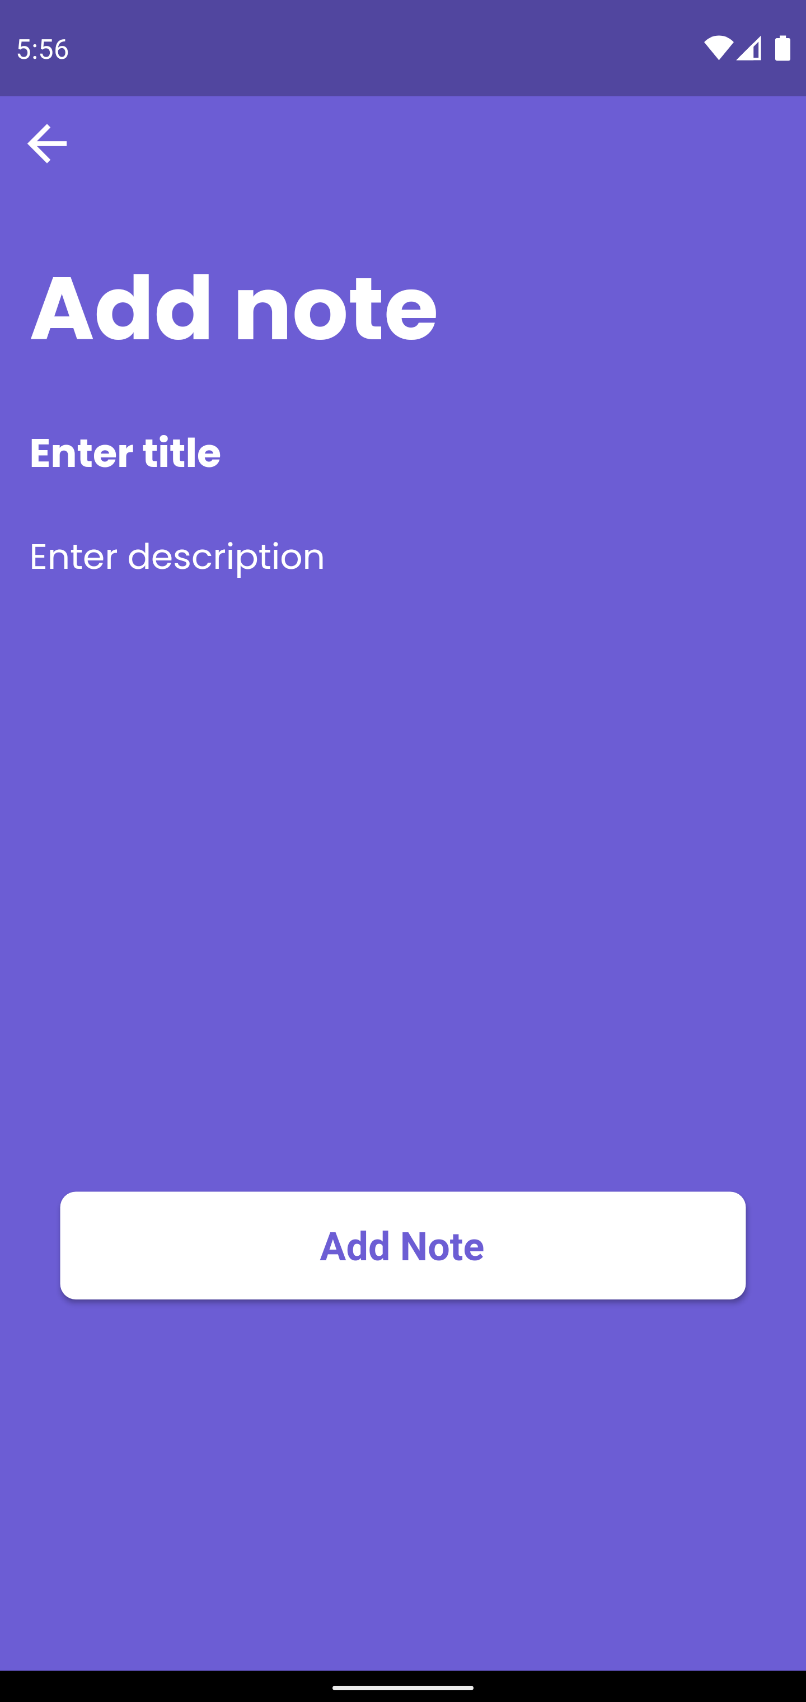 5:56
Add note
Enter title
Enter description
Add Note